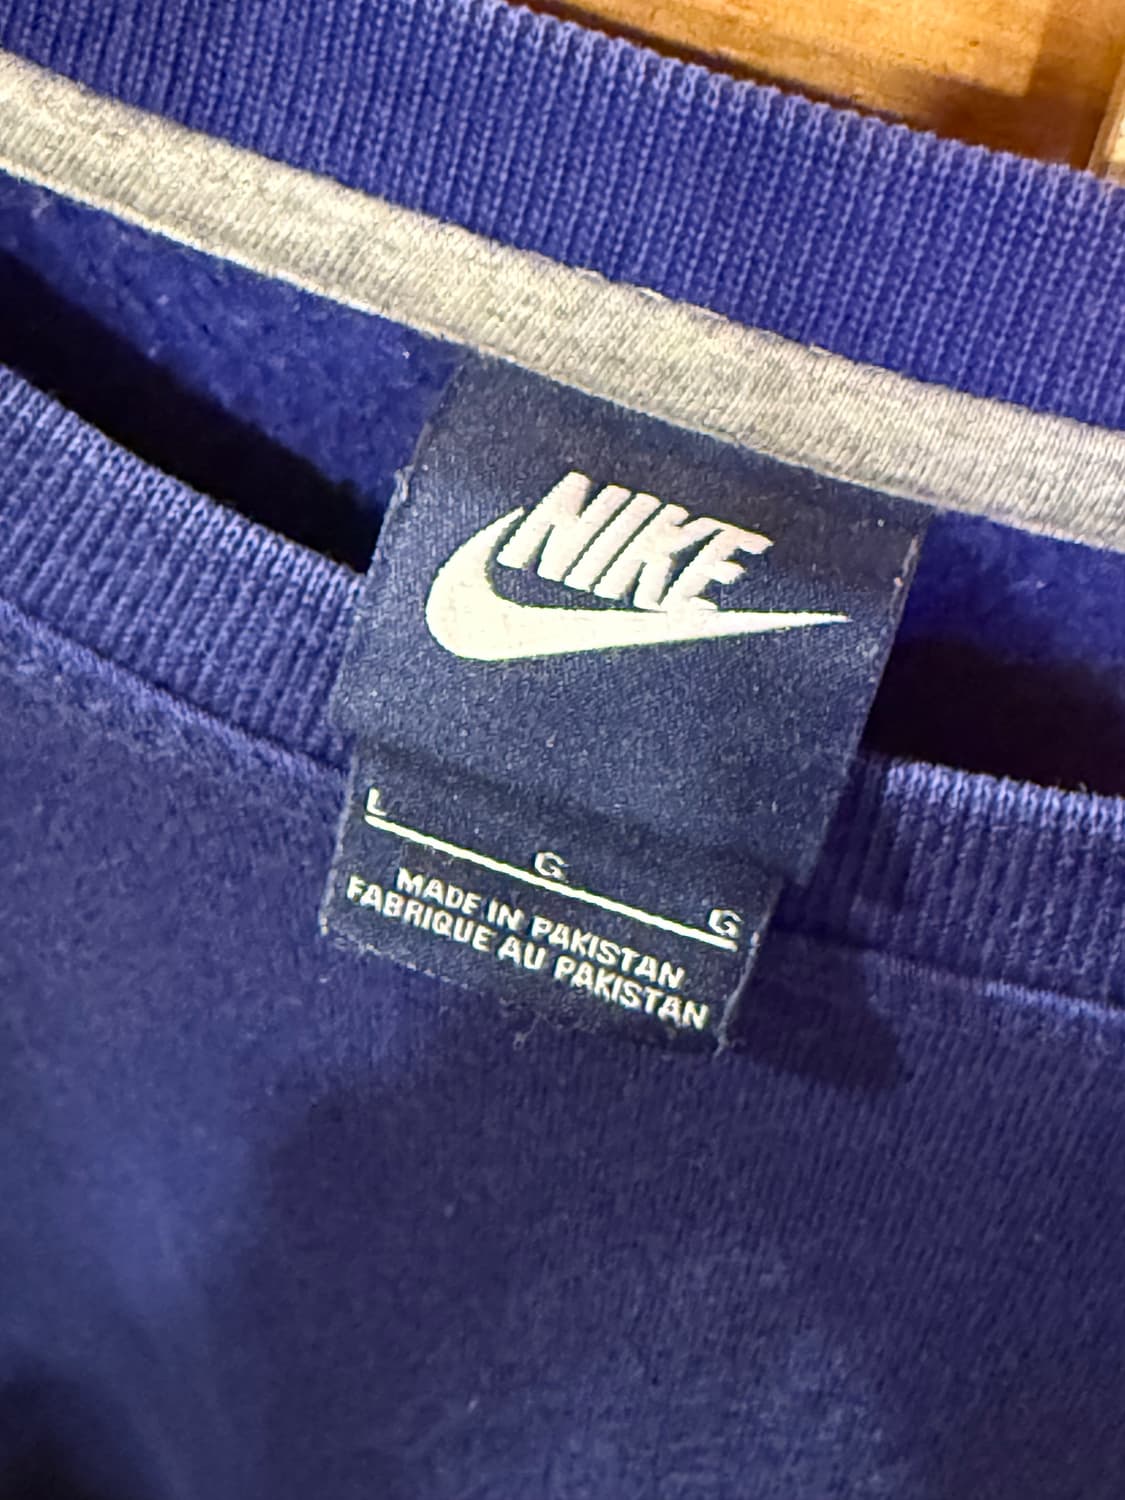 NIKE
L G G
MADE IN PAKISTAN
FABRIQUE AU PAKISTAN